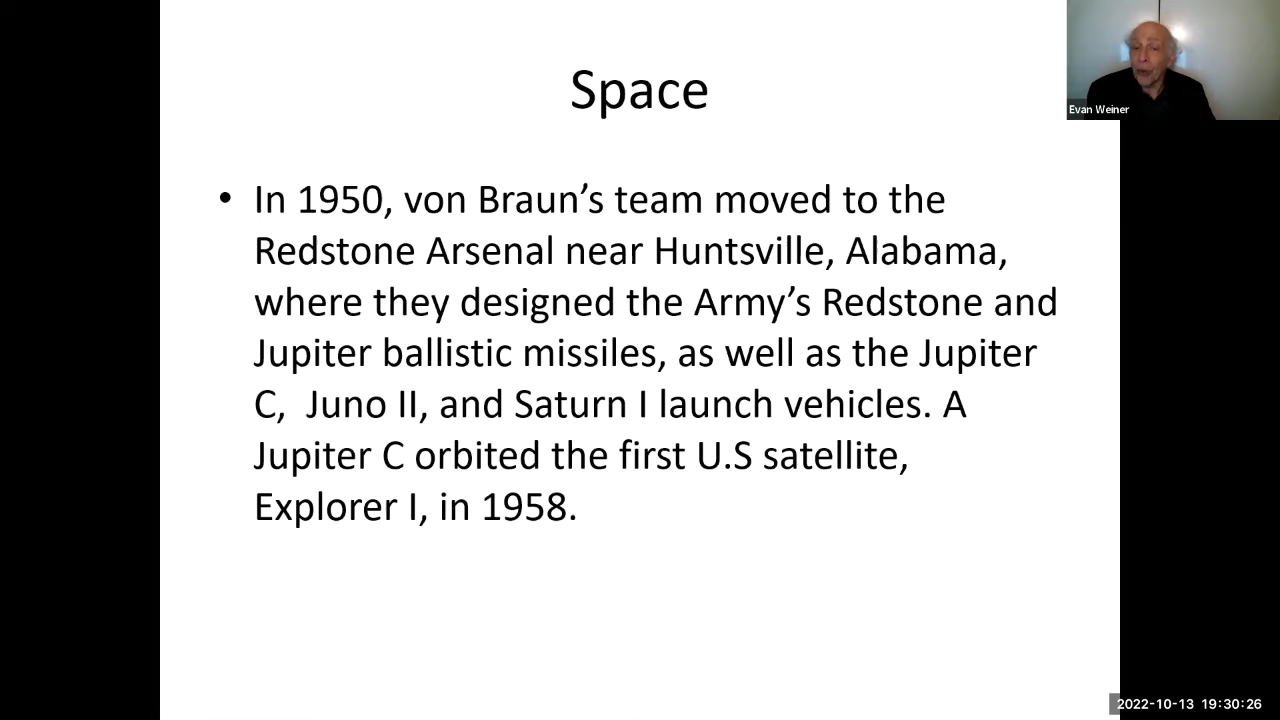 Space
Evan Weiner
• In 1950, von Braun’s team moved to the
Redstone Arsenal near Huntsville, Alabama,
where they designed the Army’s Redstone and
Jupiter ballistic missiles, as well as the Jupiter
C,  Juno II, and Saturn I launch vehicles. A
Jupiter C orbited the first U.S satellite,
Explorer I, in 1958.
2022-10-13 19:30:26